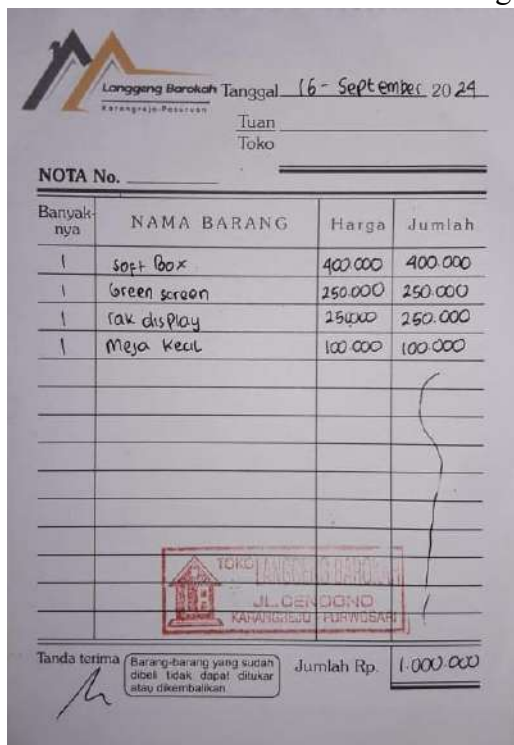 Langgeng Barokah
Karangrejo-Pasuruan
Tanggal 16 - September 2024
Tuan
Toko
NOTA No.
Banyak-nya NAMA BARANG Harga Jumlah
1 Soft Box 400.000 400.000
1 Green screen 250.000 250.000
1 rak display 250.000 250.000
1 Meja Kecil 100.000 100.000
TOKO LANGGENG BAROKAH
JL. CENDONO
KARANGREJO - PURWOSARI
Tanda terima
Barang-barang yang sudah
dibeli tidak dapat ditukar
atau dikembalikan
Jumlah Rp. 1.000.000